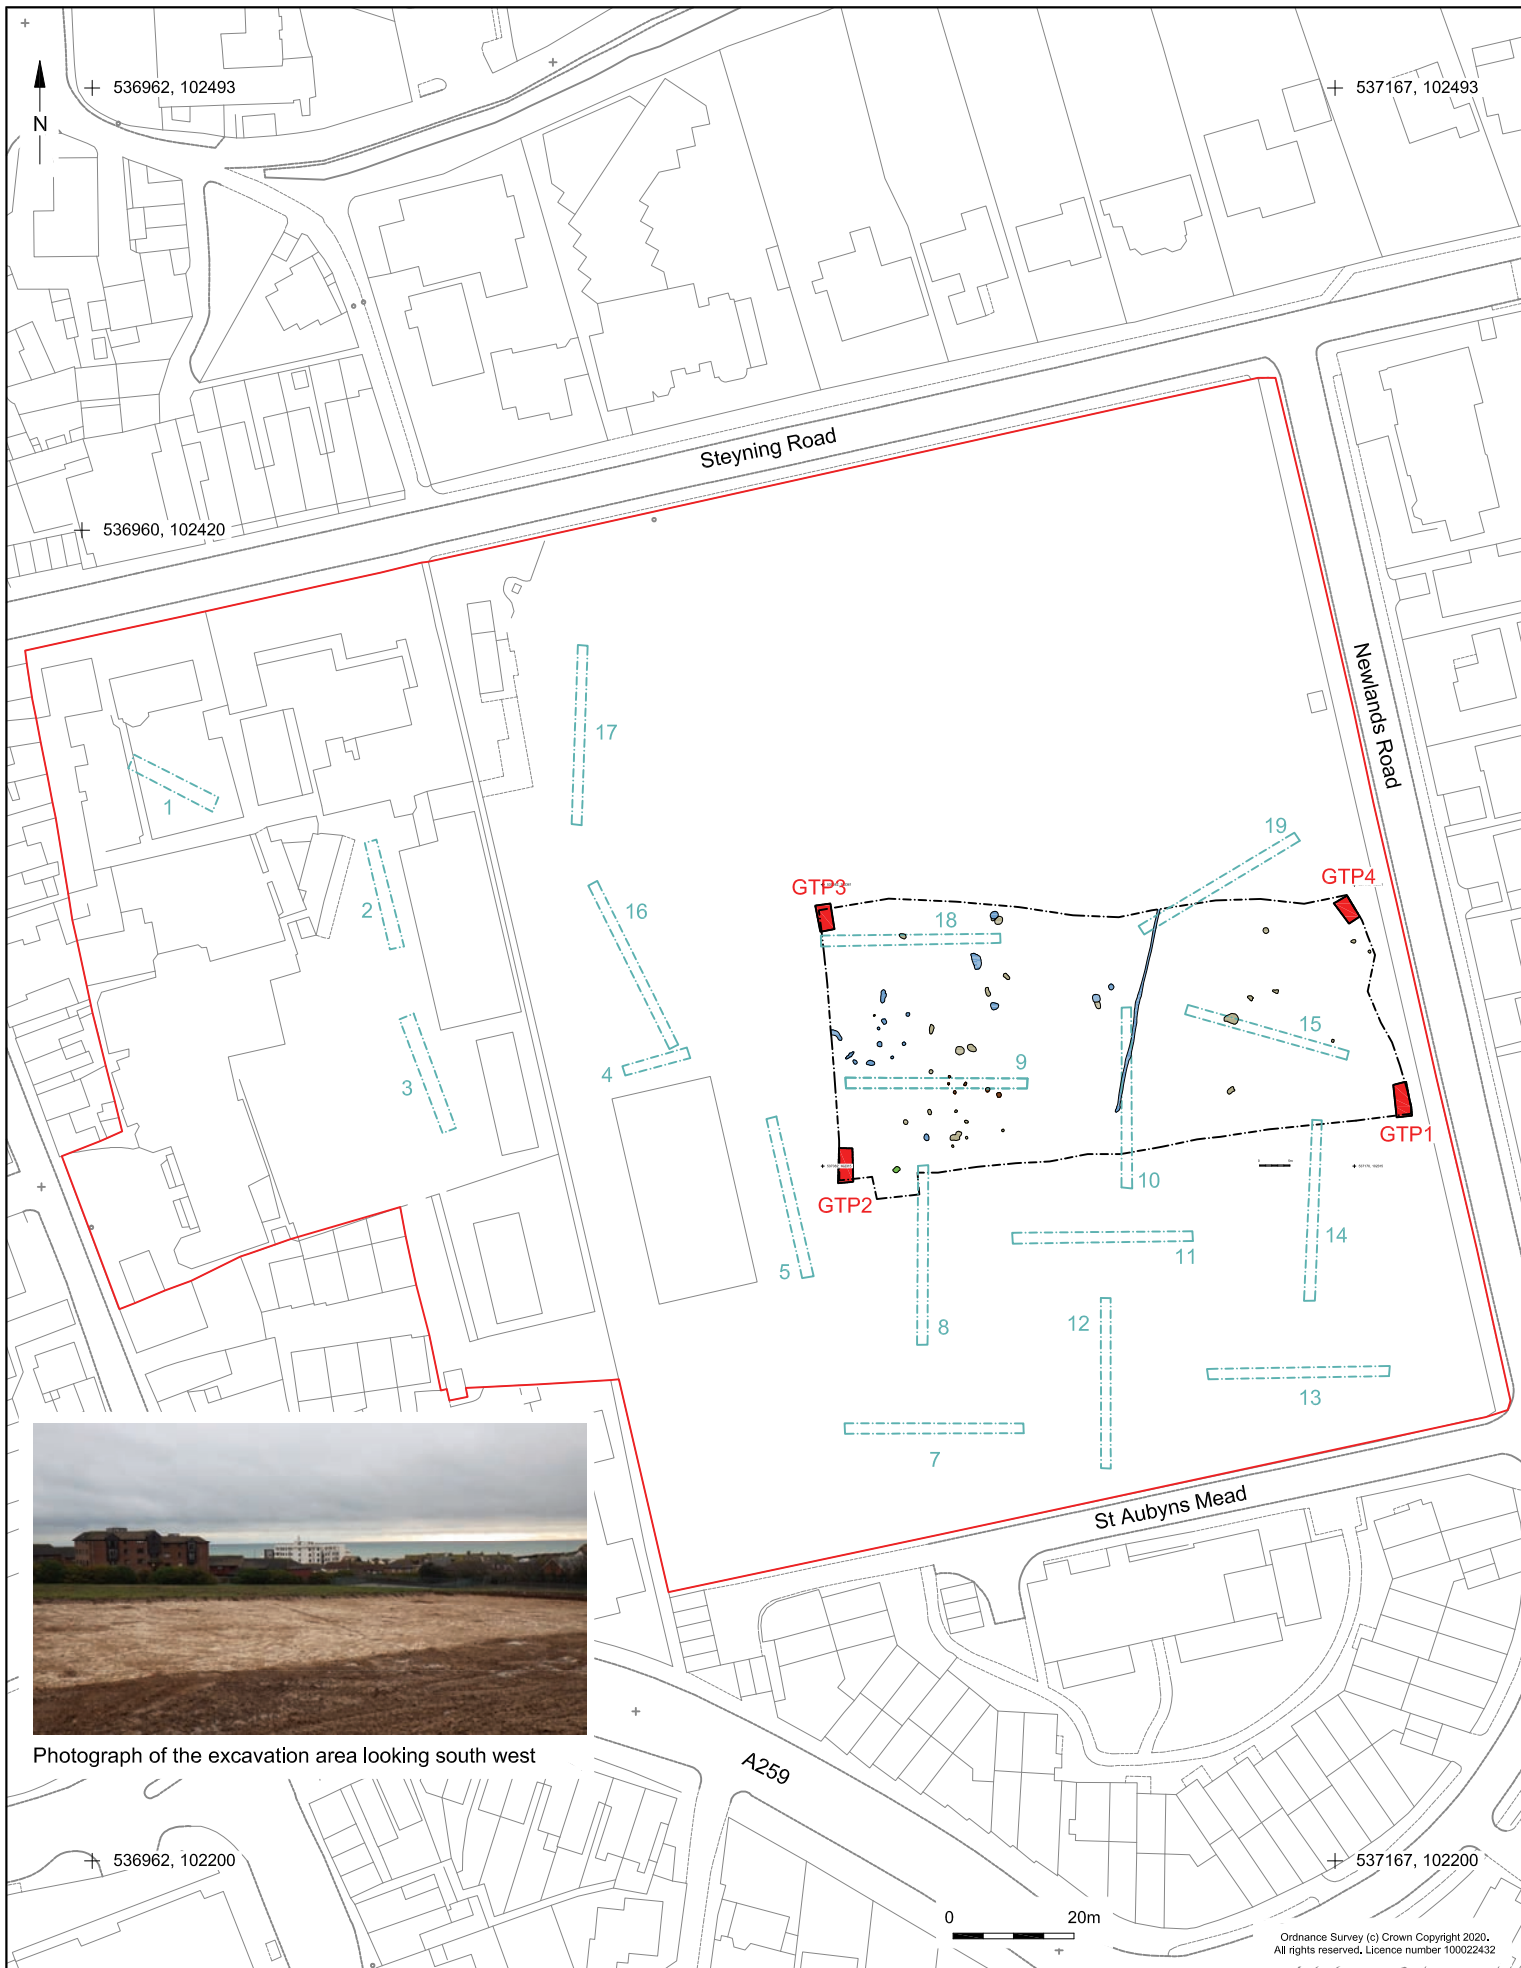 536962, 102493
537167, 102493
N
Steyning Road
536960, 102420
Newlands Road
17
1
19
2
GTP3
GTP4
16
18
15
3
4
9
GTP1
10
GTP2
14
11
5
12
8
13
7
St Aubyns Mead
Photograph of the excavation area looking south west
A259
536962, 102200
537167, 102200
0 20m
Ordnance Survey (c) Crown Copyright 2020.
All rights reserved. Licence number 100022432